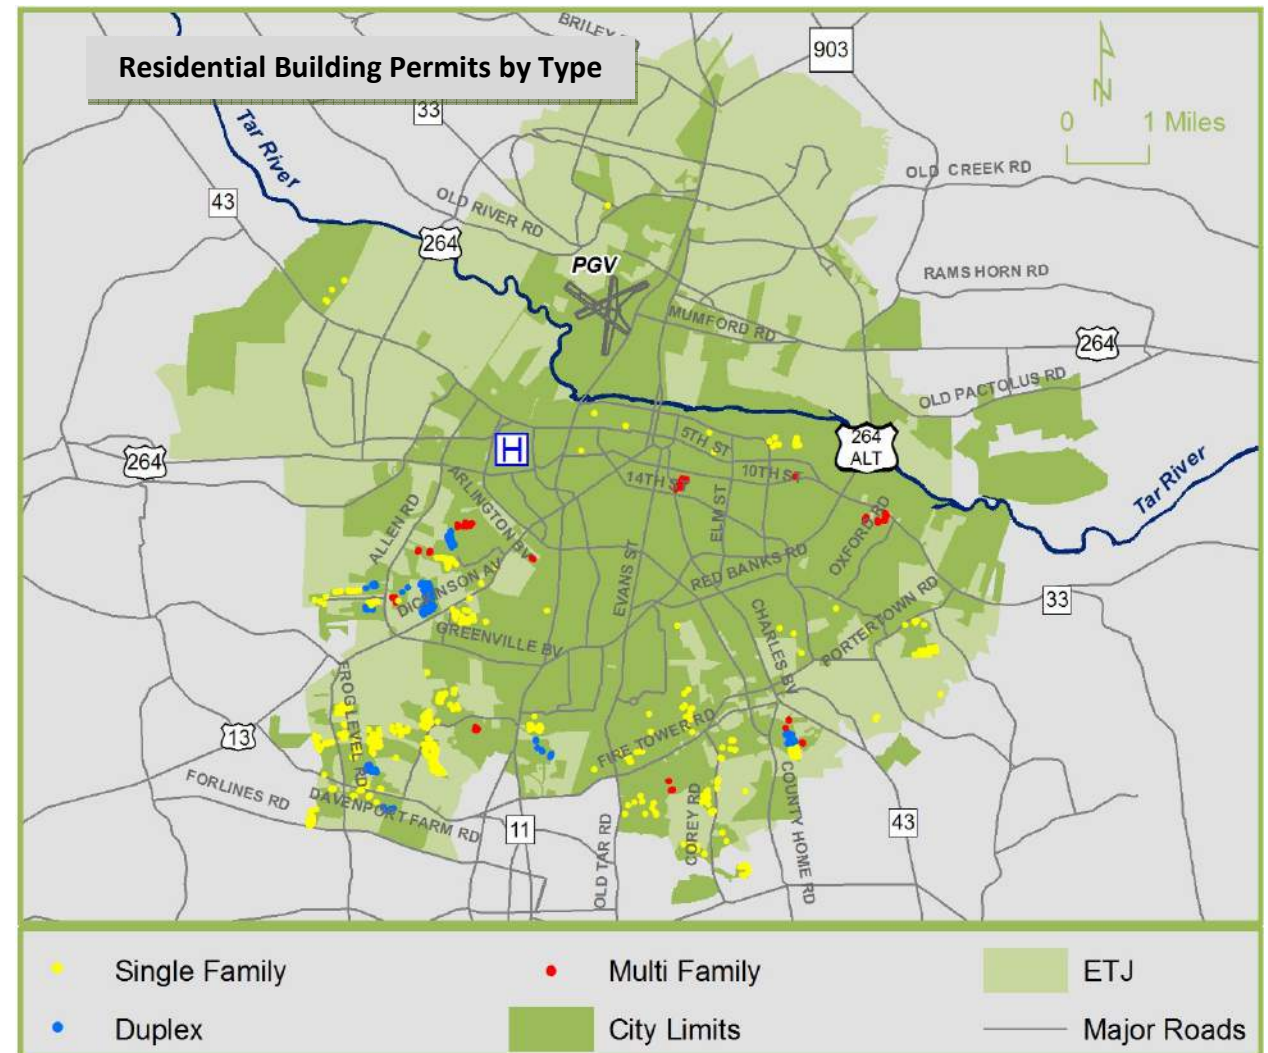 BRILEY RD
903
Residential Building Permits by Type
N
33
0 1 Miles
Tar River
OLD CREEK RD
43
OLD RIVER RD
264
PGV
RAMS HORN RD
MUMFORD RD
264
OLD PACTOLUS RD
5TH ST
264
ALT
H
264
14TH ST
10TH ST
Tar River
ARLINGTON BV
ALLEN RD
ELM ST
OXFORD RD
EVANS ST
RED BANKS RD
DICKINSON AV
33
CHARLES BV
PORTERTOWN RD
GREENVILLE BV
FROG LEVEL RD
13
FIRE TOWER RD
FORLINES RD
DAVENPORT FARM RD
11
COREY RD
COUNTY HOME RD
43
OLD TAR RD
Single Family
Multi Family
ETJ
Duplex
City Limits
Major Roads